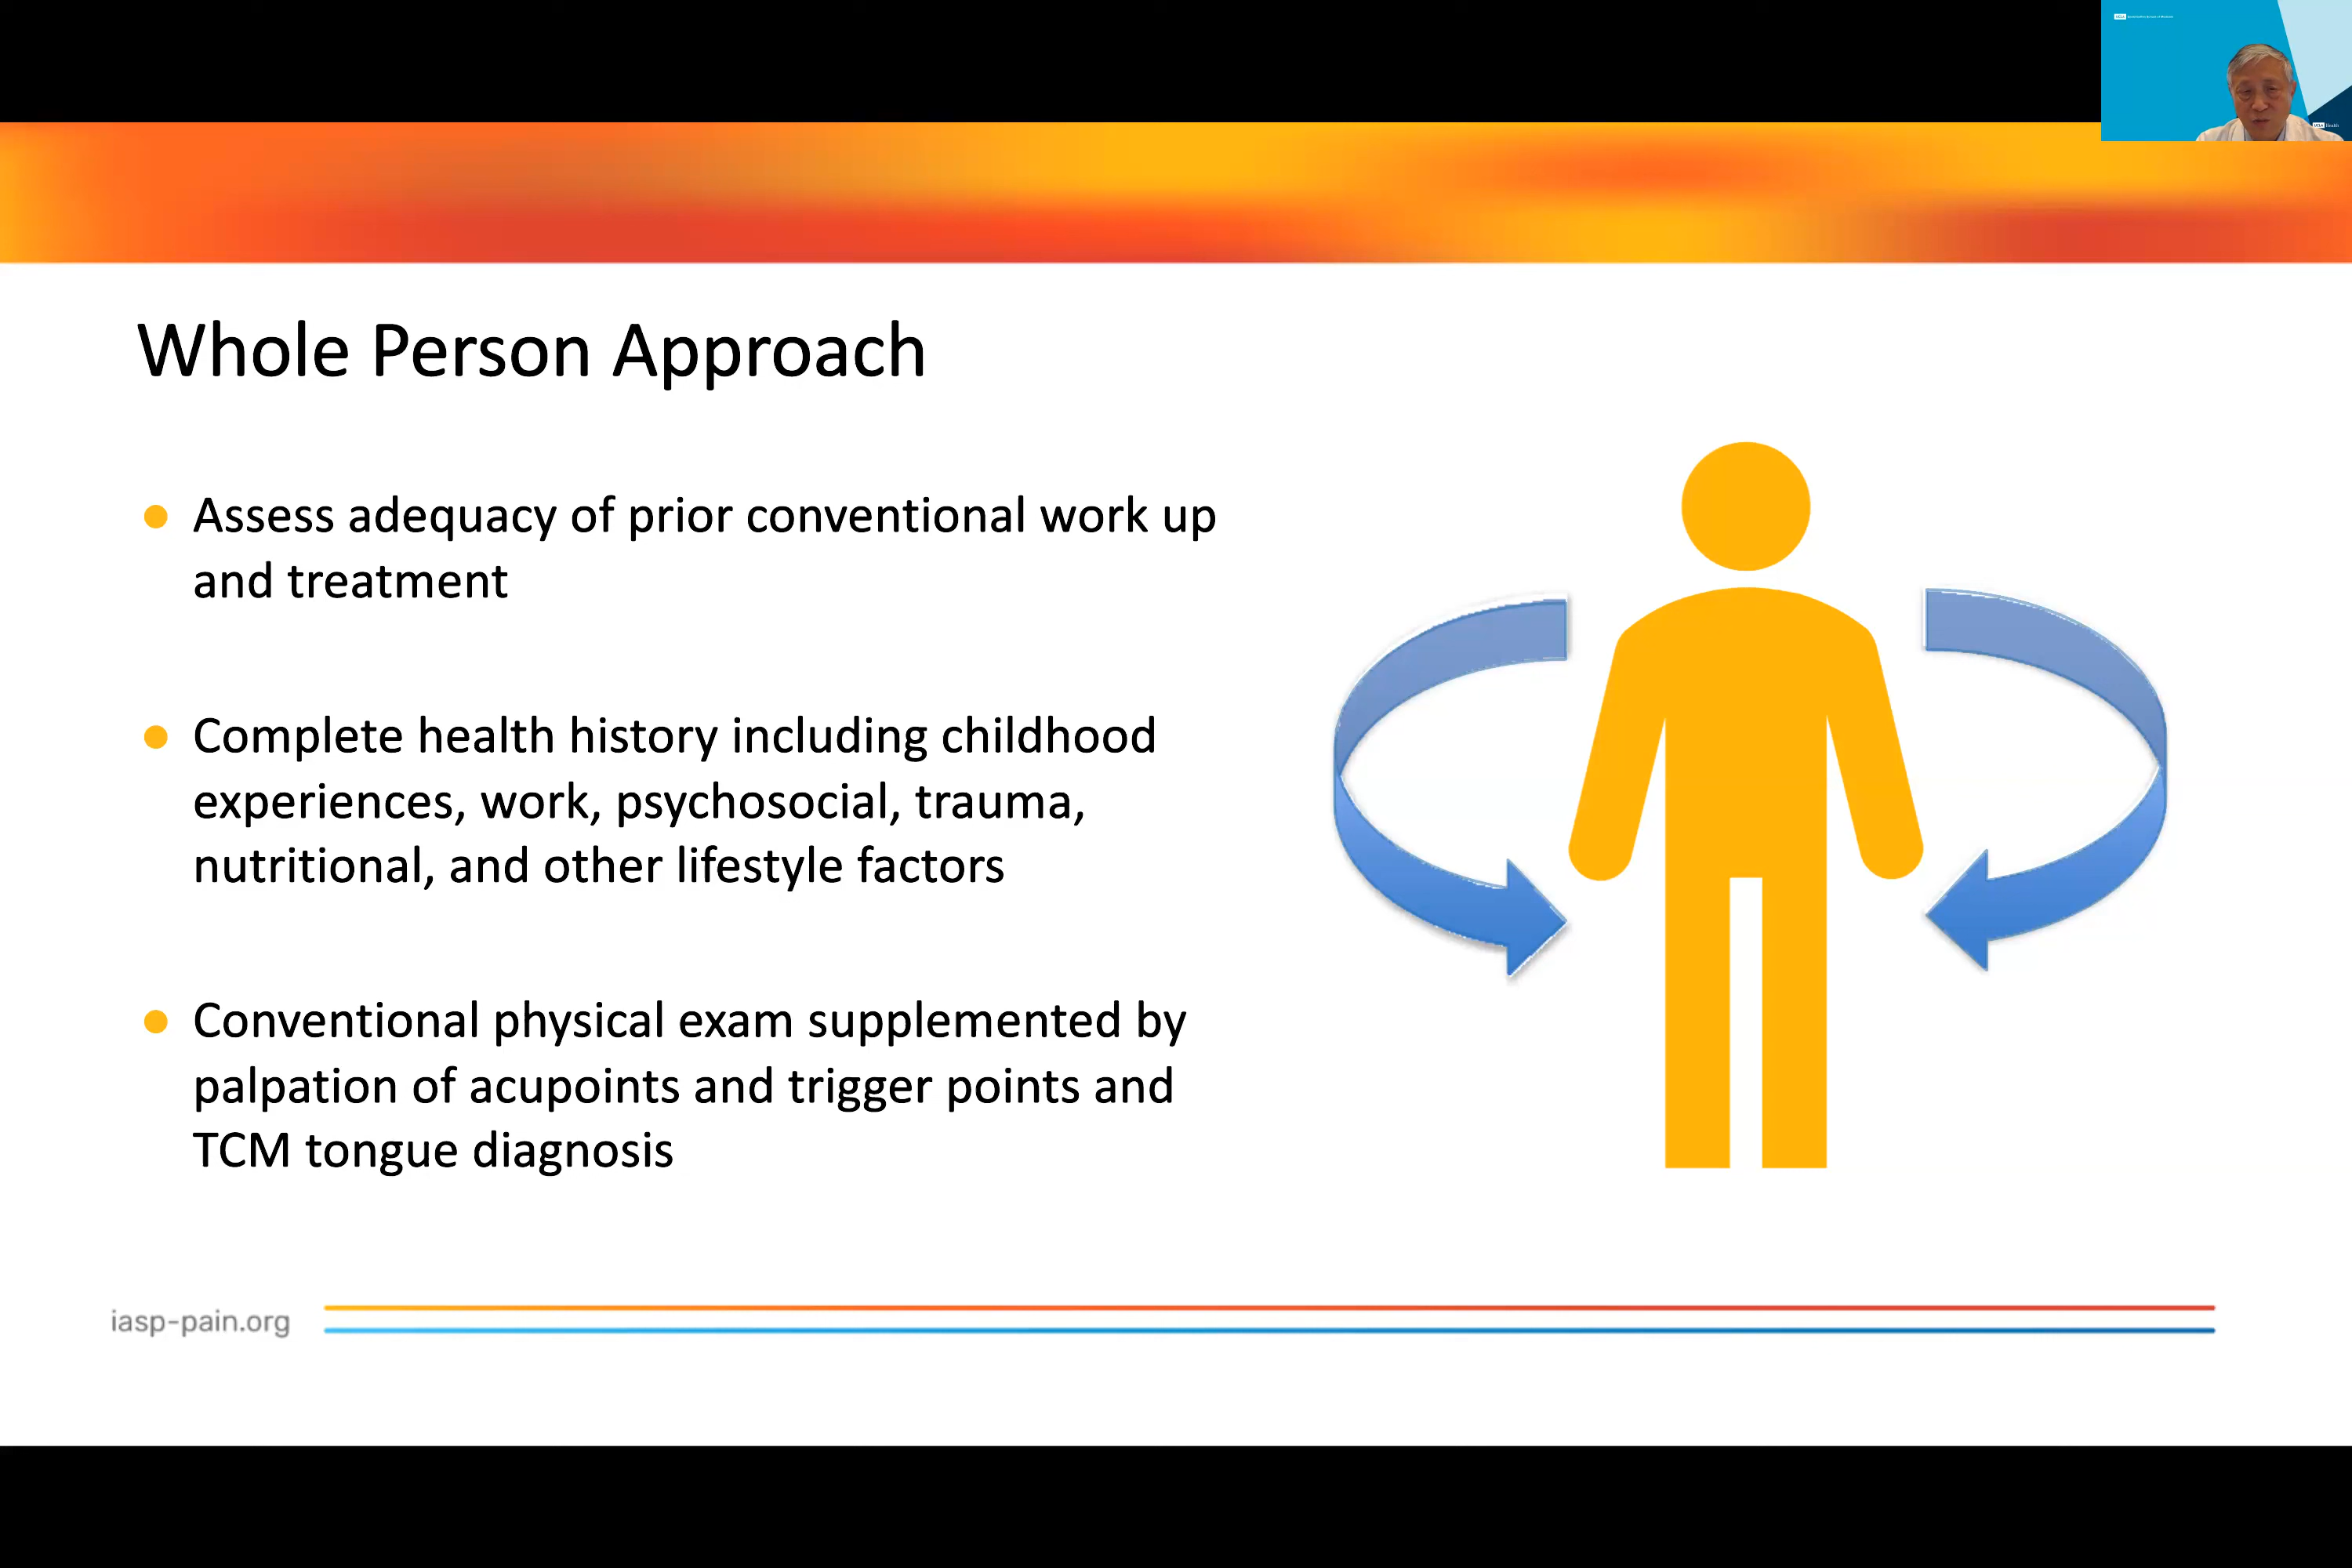 Whole Person Approach
Assess adequacy of prior conventional work up
and treatment
Complete health history including childhood
experiences, work, psychosocial, trauma,
nutritional, and other lifestyle factors
Conventional physical exam supplemented by
palpation of acupoints and trigger points and
TCM tongue diagnosis
iasp-pain.org